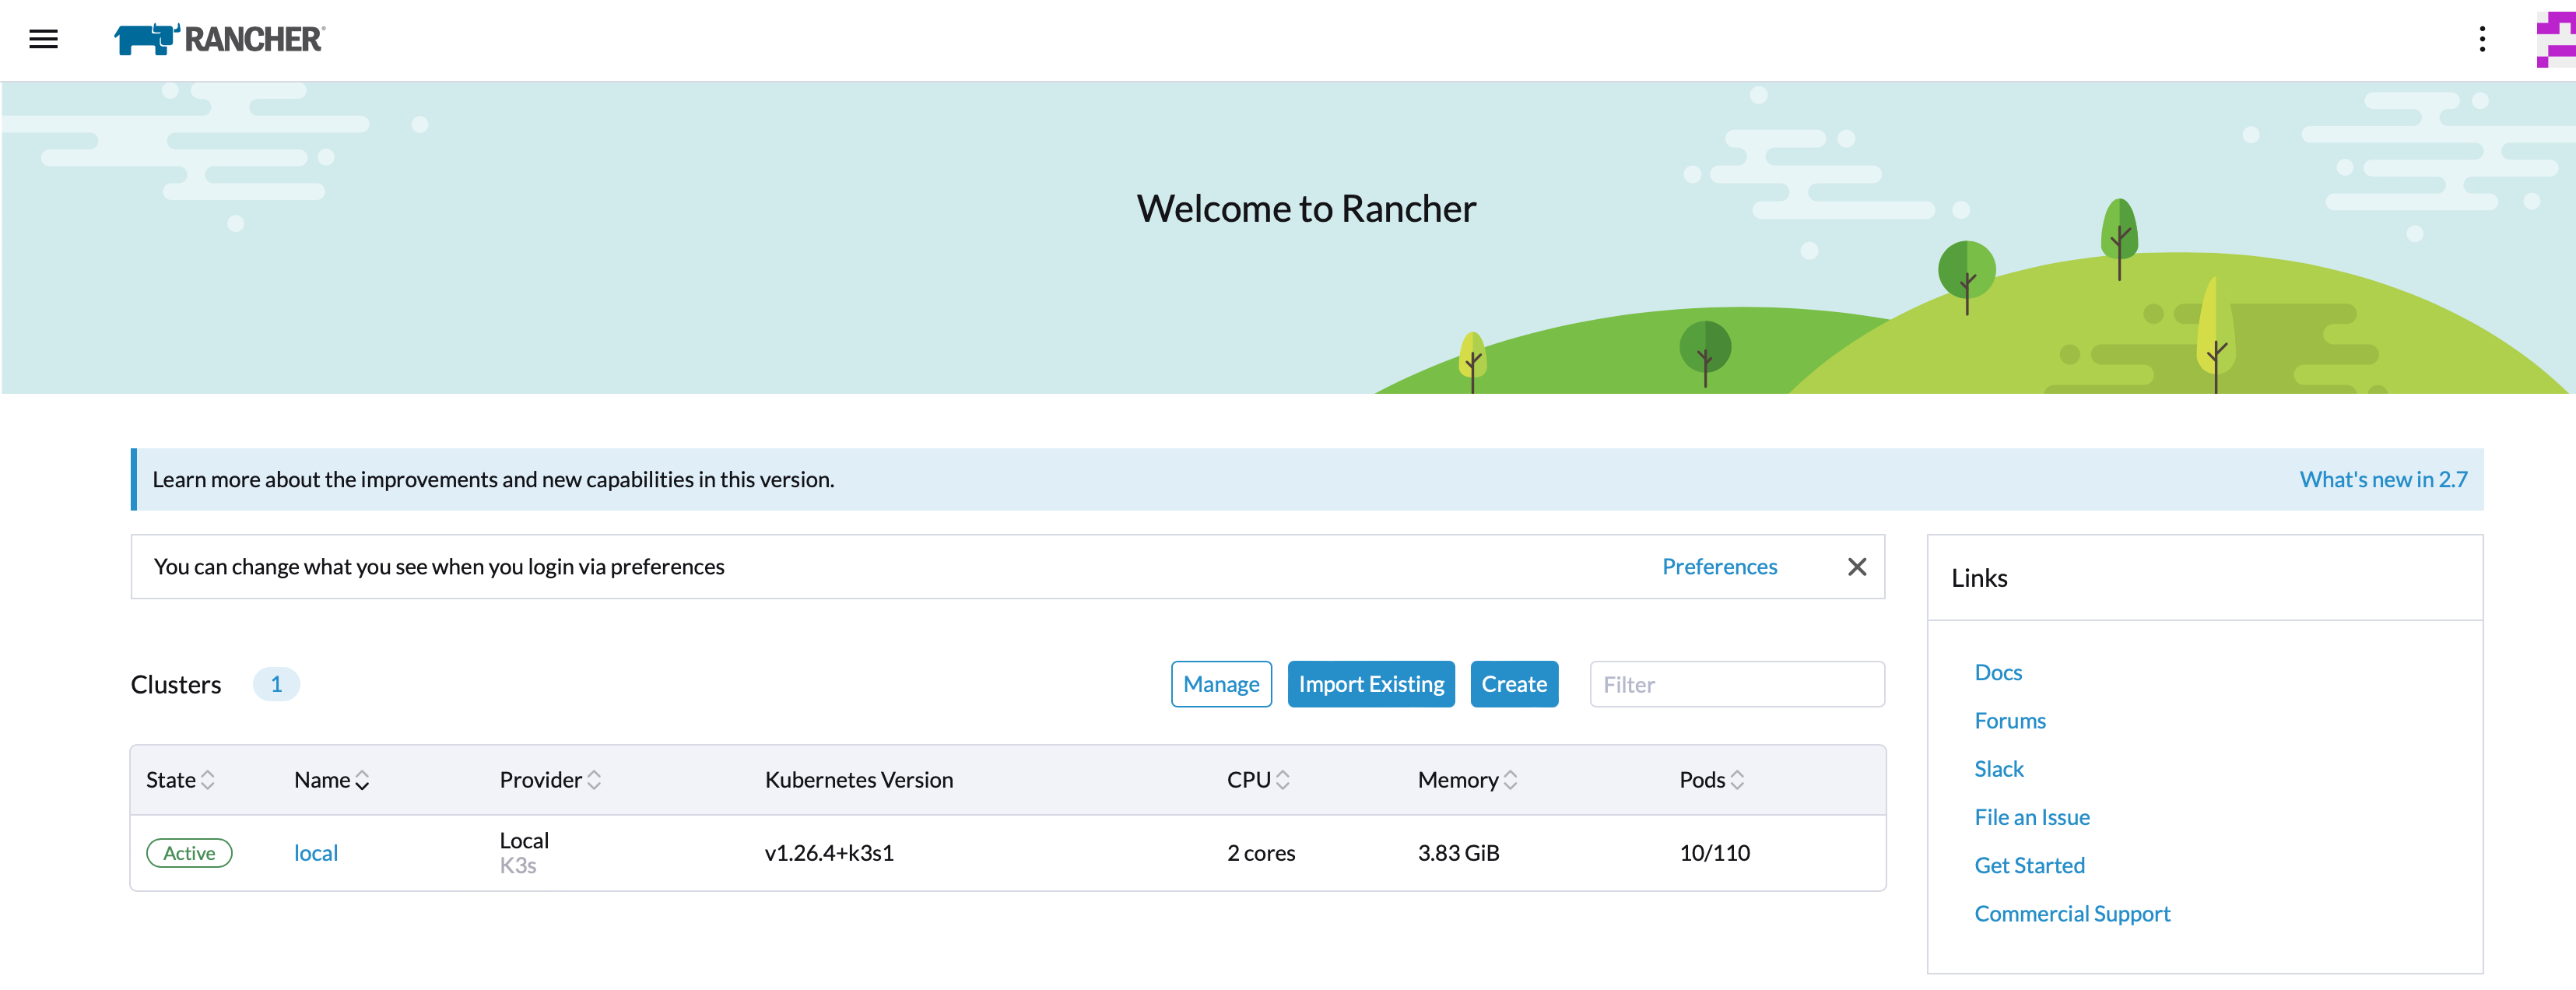 RANCHER
Welcome to Rancher
Learn more about the improvements and new capabilities in this version.
What's new in 2.7
You can change what you see when you login via preferences
Preferences
Clusters 1
Manage Import Existing Create Filter
State Name Provider Kubernetes Version CPU Memory Pods
Active local Local v1.26.4+k3s1 2 cores 3.83 GiB 10/110
K3s
Links
Docs
Forums
Slack
File an Issue
Get Started
Commercial Support